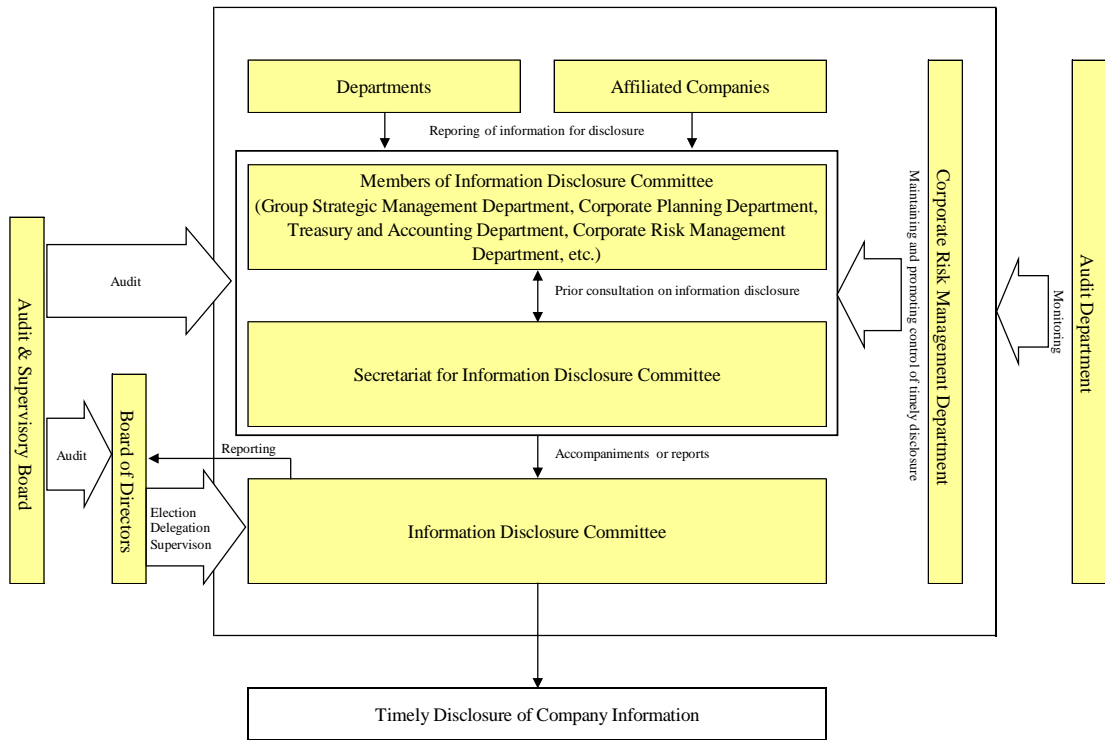 Departments
Affiliated Companies
Reporting of information for disclosure
Members of Information Disclosure Committee
(Group Strategic Management Department, Corporate Planning Department,
Treasury and Accounting Department, Corporate Risk Management
Department, etc.)
Prior consultation on information disclosure
Secretariat for Information Disclosure Committee
Accompaniments or reports
Information Disclosure Committee
Timely Disclosure of Company Information
Audit & Supervisory Board
Audit
Audit
Board of Directors
Reporting
Election
Delegation
Supervison
Maintaining and promoting control of timely disclosure
Corporate Risk Management Department
Monitoring
Audit Department